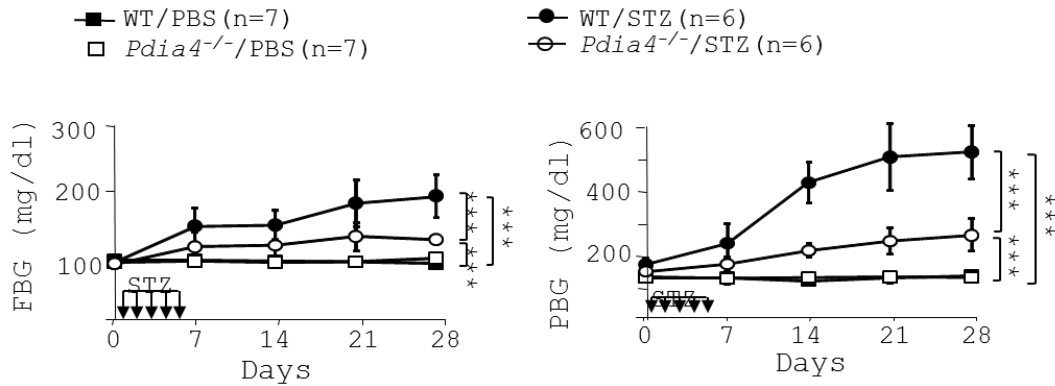 WT/PBS(n=7)
Pdia4-/-/PBS(n=7)
WT/STZ(n=6)
Pdia4-/-/STZ(n=6)
FBG (mg/dl)
300
200
100
STZ
0 7 14 21 28
Days
***
***
***
PBG (mg/dl)
600
400
200
STZ
0 7 14 21 28
Days
***
***
***